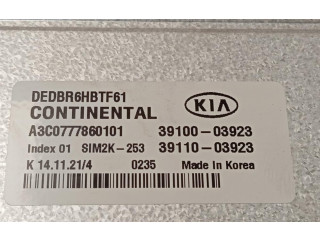 DEDBR6HBTF61
CONTINENTAL
KIA
A3C0777860101 39100-03923
Index 01 SIM2K-253 39110-03923
K 14.11.21/4 0235 Made In Korea